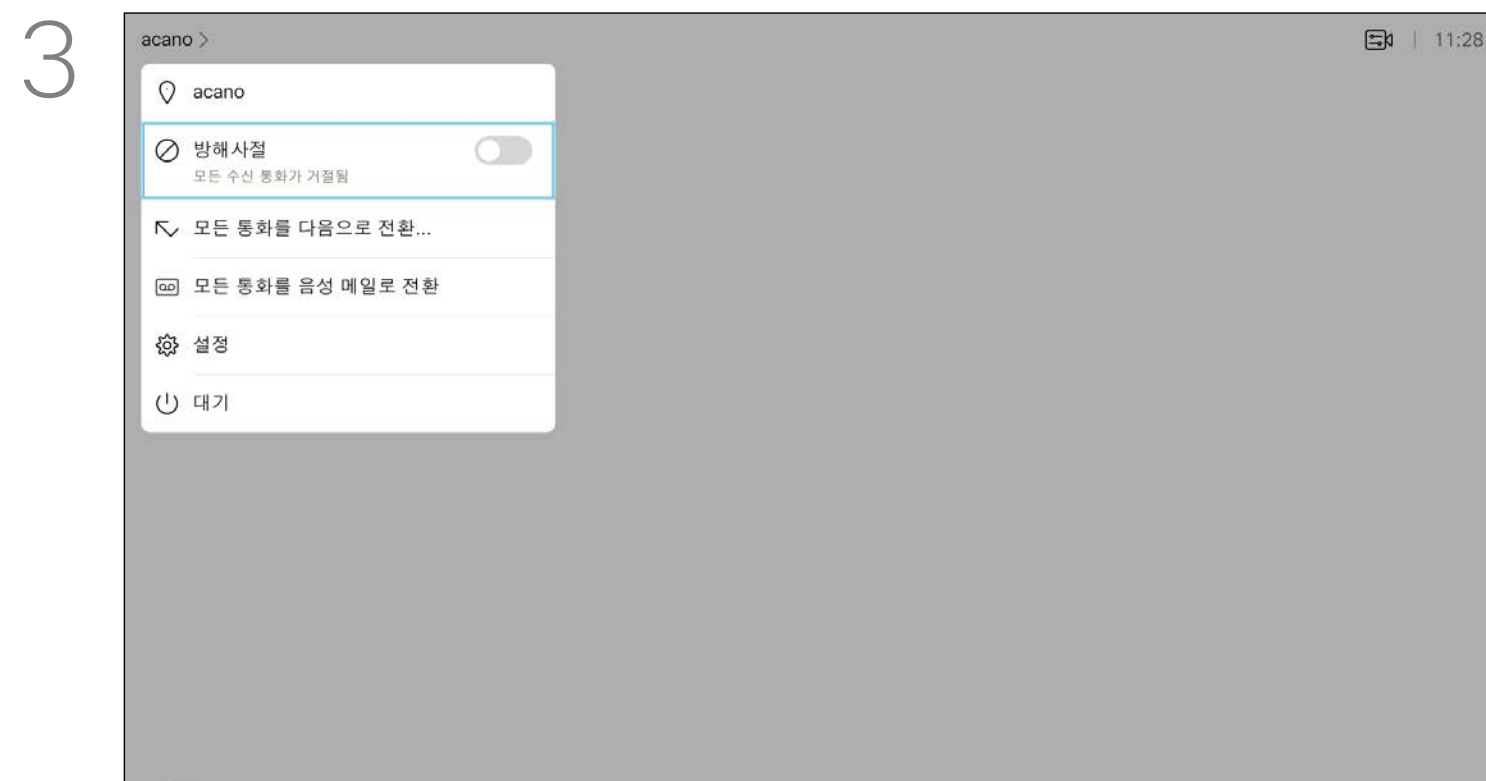 3
acano >
11:28
acano
방해사절
모든 수신 통화가 거절됨
모든 통화를 다음으로 전환...
모든 통화를 음성 메일로 전환
설정
대기